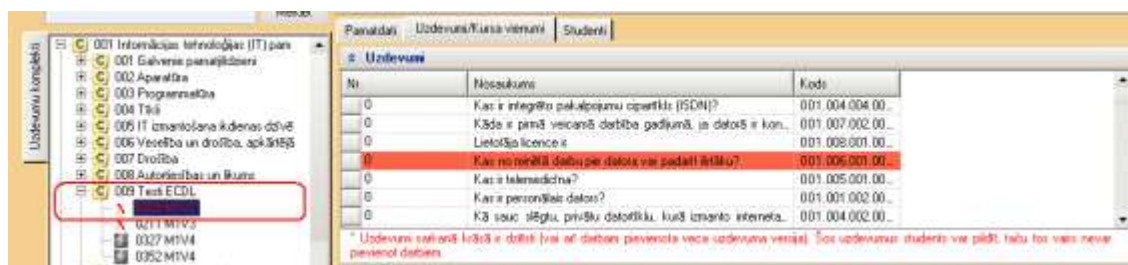 Meklēt
Uzdevumu komplekti
001 Informācijas tehnoloģijas (IT) pam
001 Galvenie pamatjēdzieni
002 Aparatūra
003 Programmatūra
004 Tīkli
005 IT izmantošana ikdienas dzīvē
006 Veselība un drošība, apkārtējā
007 Drošība
008 Autortiesības un likums
009 Testi ECDL
0211 M1V3
0327 M1V4
0352 M1V4
Pamatdati Uzdevumi/Kursa vienumi Studenti
Uzdevumi
Nr Nosaukums Kods
0 Kas ir integrēto pakalpojumu cipartīkls (ISDN)? 001.004.004.00...
0 Kāda ir pirmā veicamā darbība gadījumā, ja datorā ir kon... 001.007.002.00...
0 Lietotāja licence ir 001.008.001.00...
0 Kas no minētā darbu pie datora var padarīt ērtāku? 001.006.001.00...
0 Kas ir telemedicīna? 001.005.001.00...
0 Kas ir personālais dators? 001.001.002.00...
0 Kā sauc slēgtu, privātu datortīklu, kurā izmanto interneta... 001.004.002.00...
* Uzdevumi sarkanā krāsā ir dzēsti (vai arī darbam pievienota veca uzdevuma versija). Šos uzdevumus students var pildīt, taču tos vairs nevar
pievienot darbiem.